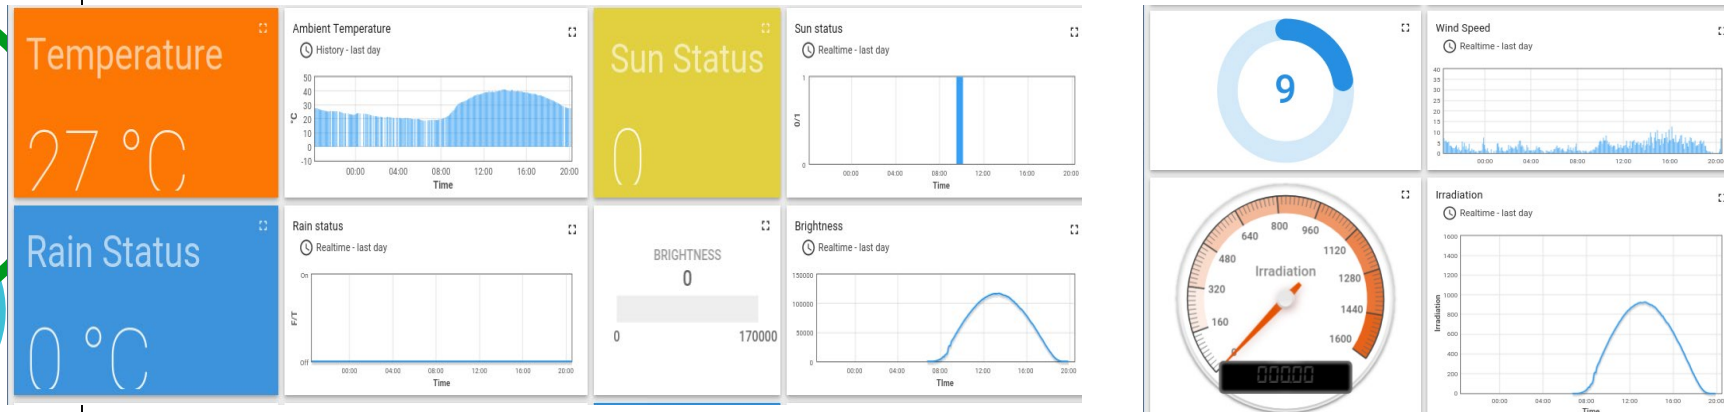 Temperature
27 °C
Ambient Temperature
History - last day
50
40
30
20
10
0
-10
°C
00:00 04:00 08:00 12:00 16:00 20:00
Time
Sun Status
0
Sun status
Realtime - last day
1
0
0/1
00:00 04:00 08:00 12:00 16:00 20:00
Time
Rain Status
0 °C
Rain status
Realtime - last day
On
Off
F/T
00:00 04:00 08:00 12:00 16:00 20:00
Time
BRIGHTNESS
0
0 170000
Brightness
Realtime - last day
150000
100000
50000
0
00:00 04:00 08:00 12:00 16:00 20:00
Time
9
Wind Speed
Realtime - last day
40
35
30
25
20
15
10
5
0
00:00 04:00 08:00 12:00 16:00 20:00
Irradiation
0
160
320
480
640
800
960
1120
1280
1440
1600
000.00
Irradiation
Realtime - last day
1600
1400
1200
1000
800
600
400
200
0
Irradiation
00:00 04:00 08:00 12:00 16:00 20:00
Time